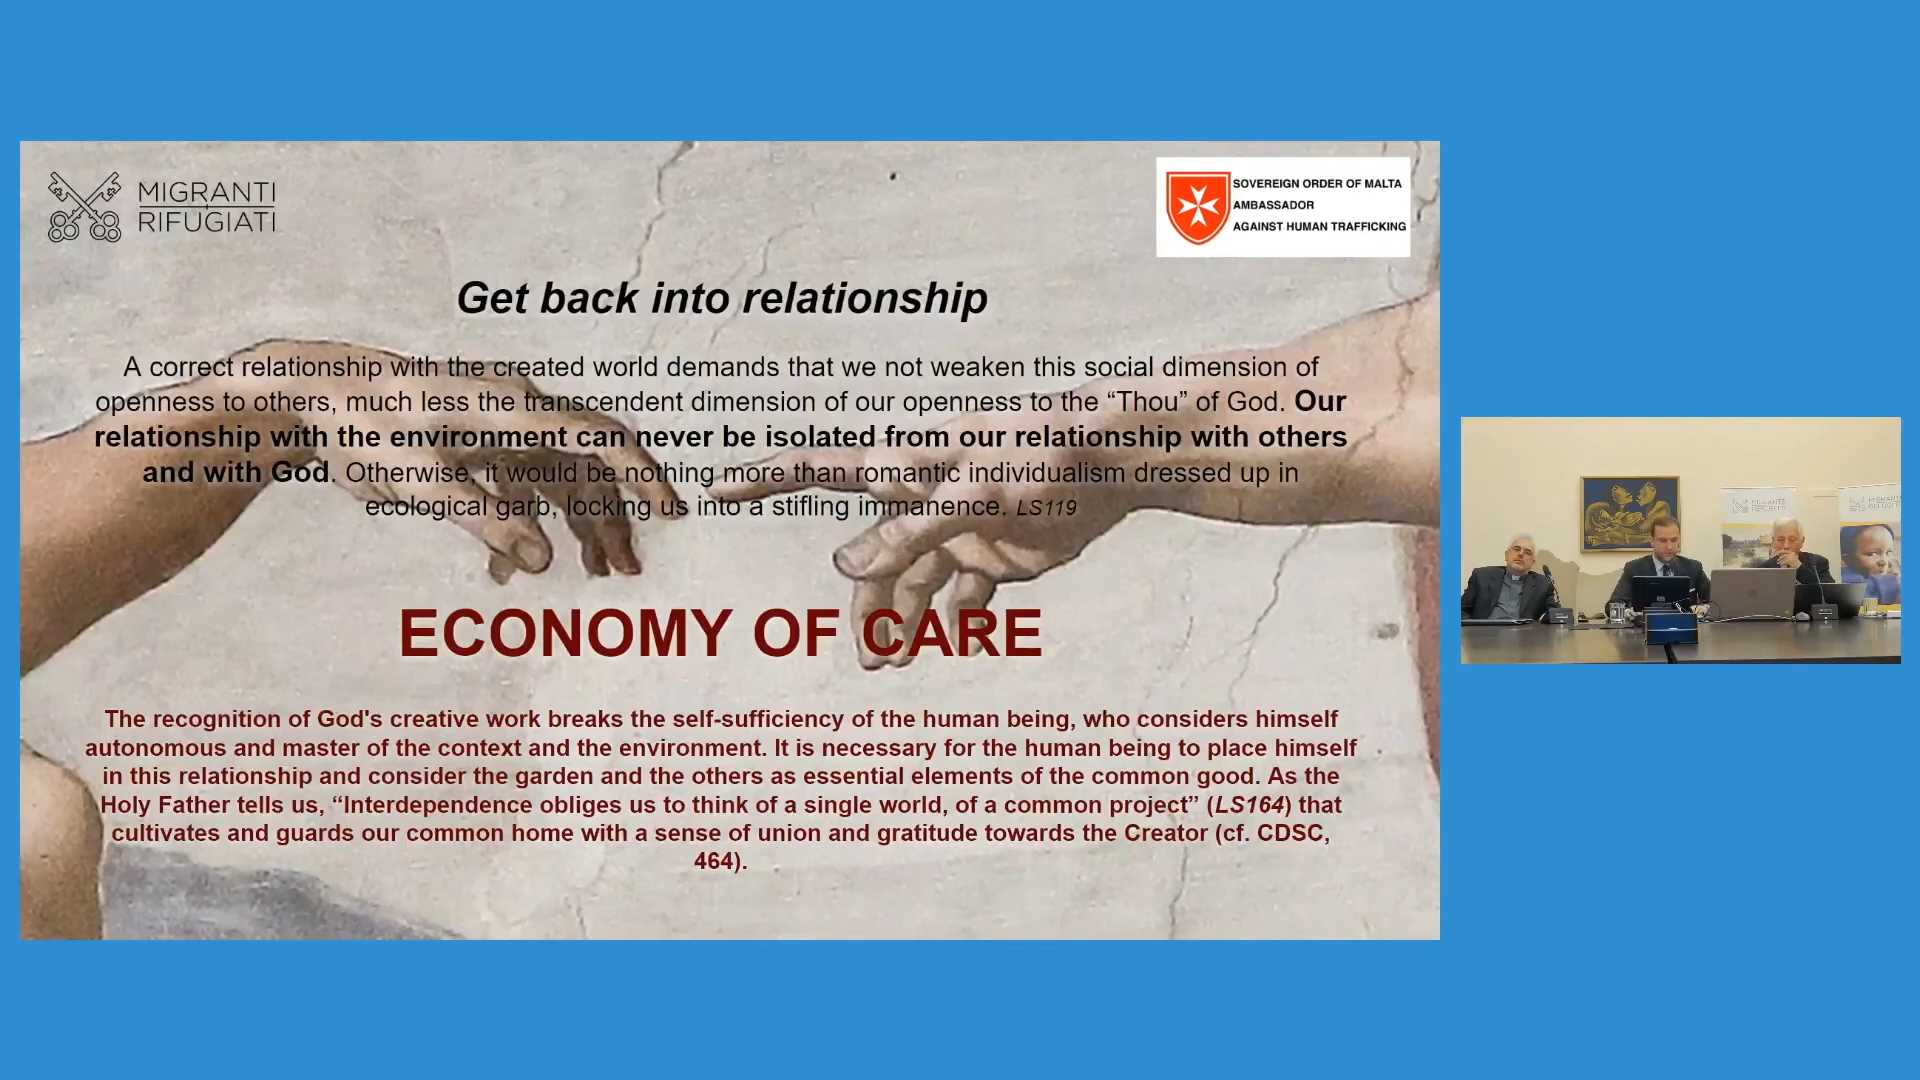 MIGRANTI
RIFUGIATI
SOVEREIGN ORDER OF MALTA
AMBASSADOR
AGAINST HUMAN TRAFFICKING
Get back into relationship
A correct relationship with the created world demands that we not weaken this social dimension of
openness to others, much less the transcendent dimension of our openness to the “Thou” of God. Our
relationship with the environment can never be isolated from our relationship with others
and with God. Otherwise, it would be nothing more than romantic individualism dressed up in
ecological garb, locking us into a stifling immanence. LS119
ECONOMY OF CARE
The recognition of God's creative work breaks the self-sufficiency of the human being, who considers himself
autonomous and master of the context and the environment. It is necessary for the human being to place himself
in this relationship and consider the garden and the others as essential elements of the common good. As the
Holy Father tells us, “Interdependence obliges us to think of a single world, of a common project” (LS164) that
cultivates and guards our common home with a sense of union and gratitude towards the Creator (cf. CDSC,
464).
MIGRANTI
RIFUGIATI